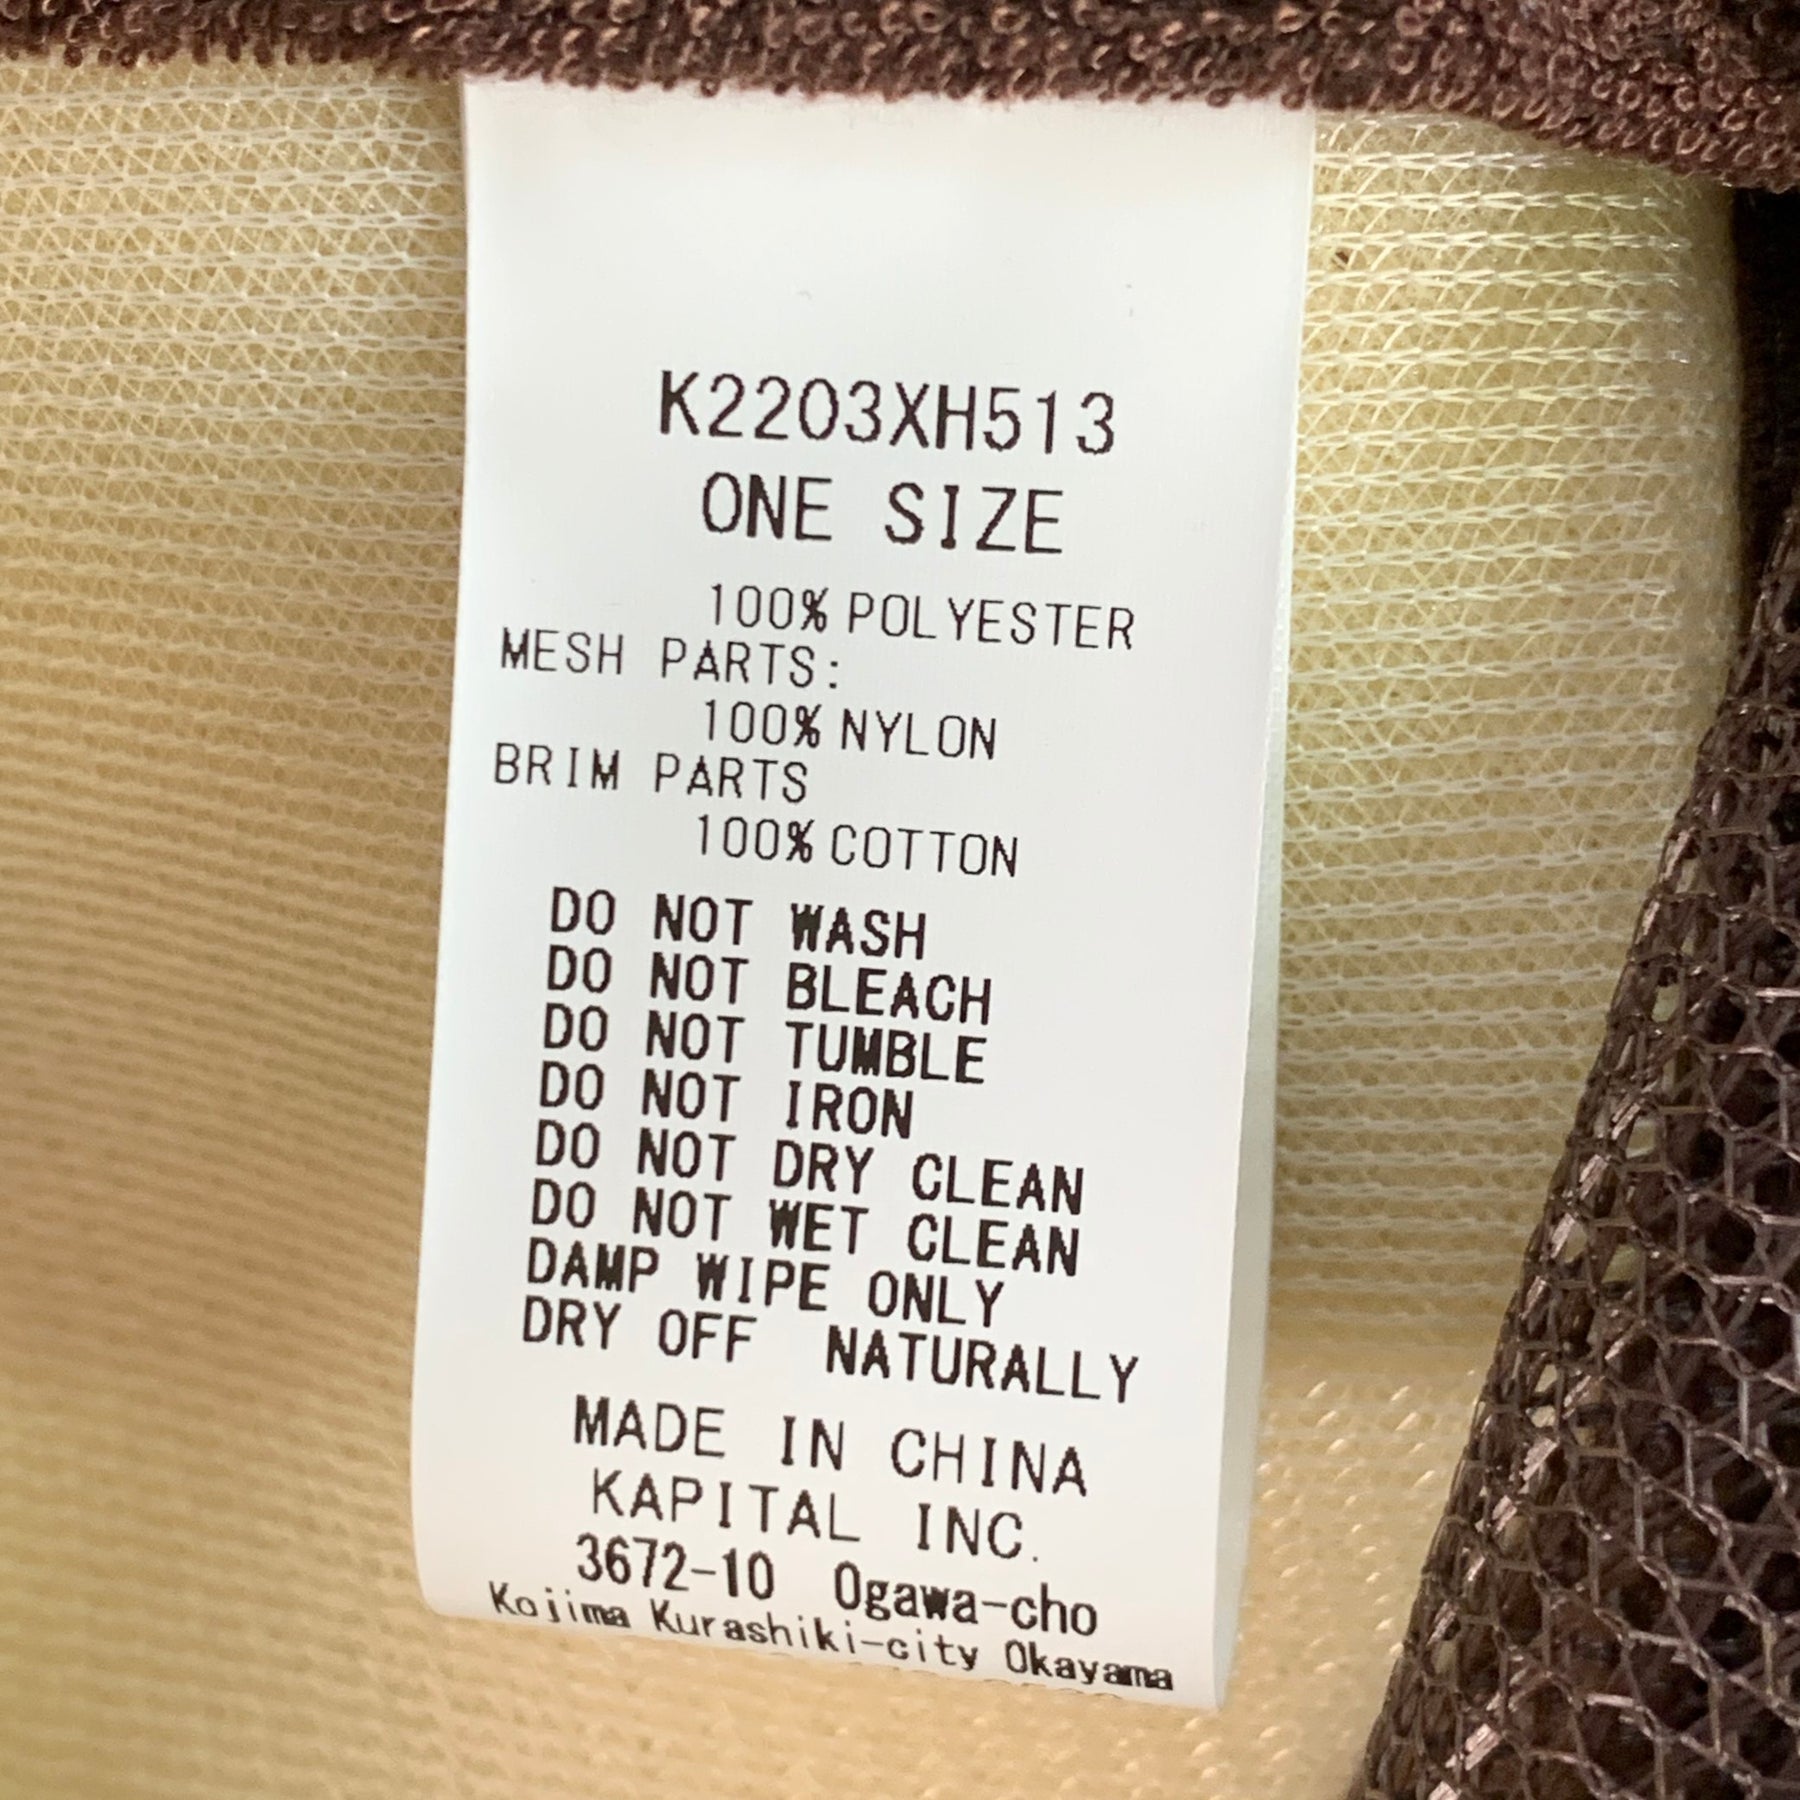 K2203XH513
ONE SIZE
100% POLYESTER
MESH PARTS:
100% NYLON
BRIM PARTS
100% COTTON
DO NOT WASH
DO NOT BLEACH
DO NOT TUMBLE
DO NOT IRON
DO NOT DRY CLEAN
DO NOT WET CLEAN
DAMP WIPE ONLY
DRY OFF NATURALLY
MADE IN CHINA
KAPITAL INC.
3672-10 Ogawa-cho
Kojima Kurashiki-city Okayama